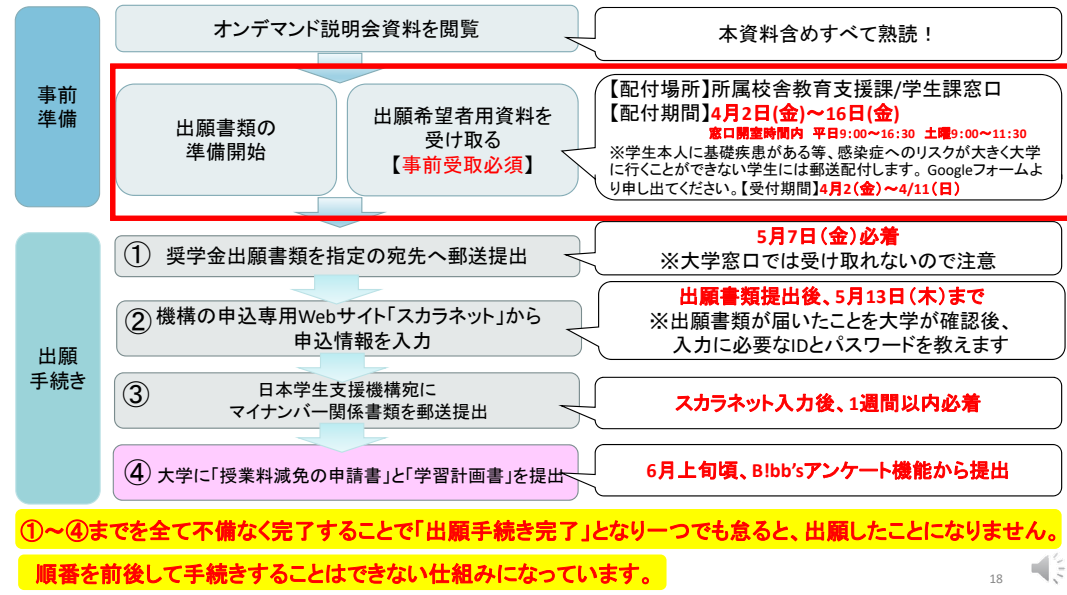 オンデマンド説明会資料を閲覧
本資料含めすべて熟読！
事前
準備
出願書類の
準備開始
出願希望者用資料を
受け取る
【事前受取必須】
【配付場所】所属校舎教育支援課/学生課窓口
【配付期間】4月2日(金)～16日(金)
窓口開室時間内 平日9:00～16:30 土曜9:00～11:30
※学生本人に基礎疾患がある等、感染症へのリスクが大きく大学
に行くことができない学生には郵送配付します。Googleフォームよ
り申し出てください。【受付期間】4月2（金）～4/11（日）
出願
手続き
① 奨学金出願書類を指定の宛先へ郵送提出
5月7日（金）必着
※大学窓口では受け取れないので注意
②機構の申込専用Webサイト「スカラネット」から
申込情報を入力
出願書類提出後、5月13日（木）まで
※出願書類が届いたことを大学が確認後、
入力に必要なIDとパスワードを教えます
③ 日本学生支援機構宛に
マイナンバー関係書類を郵送提出
スカラネット入力後、1週間以内必着
④ 大学に「授業料減免の申請書」と「学習計画書」を提出
6月上旬頃、B!bb'sアンケート機能から提出
①～④までを全て不備なく完了することで「出願手続き完了」となり一つでも怠ると、出願したことになりません。
順番を前後して手続きすることはできない仕組みになっています。
18